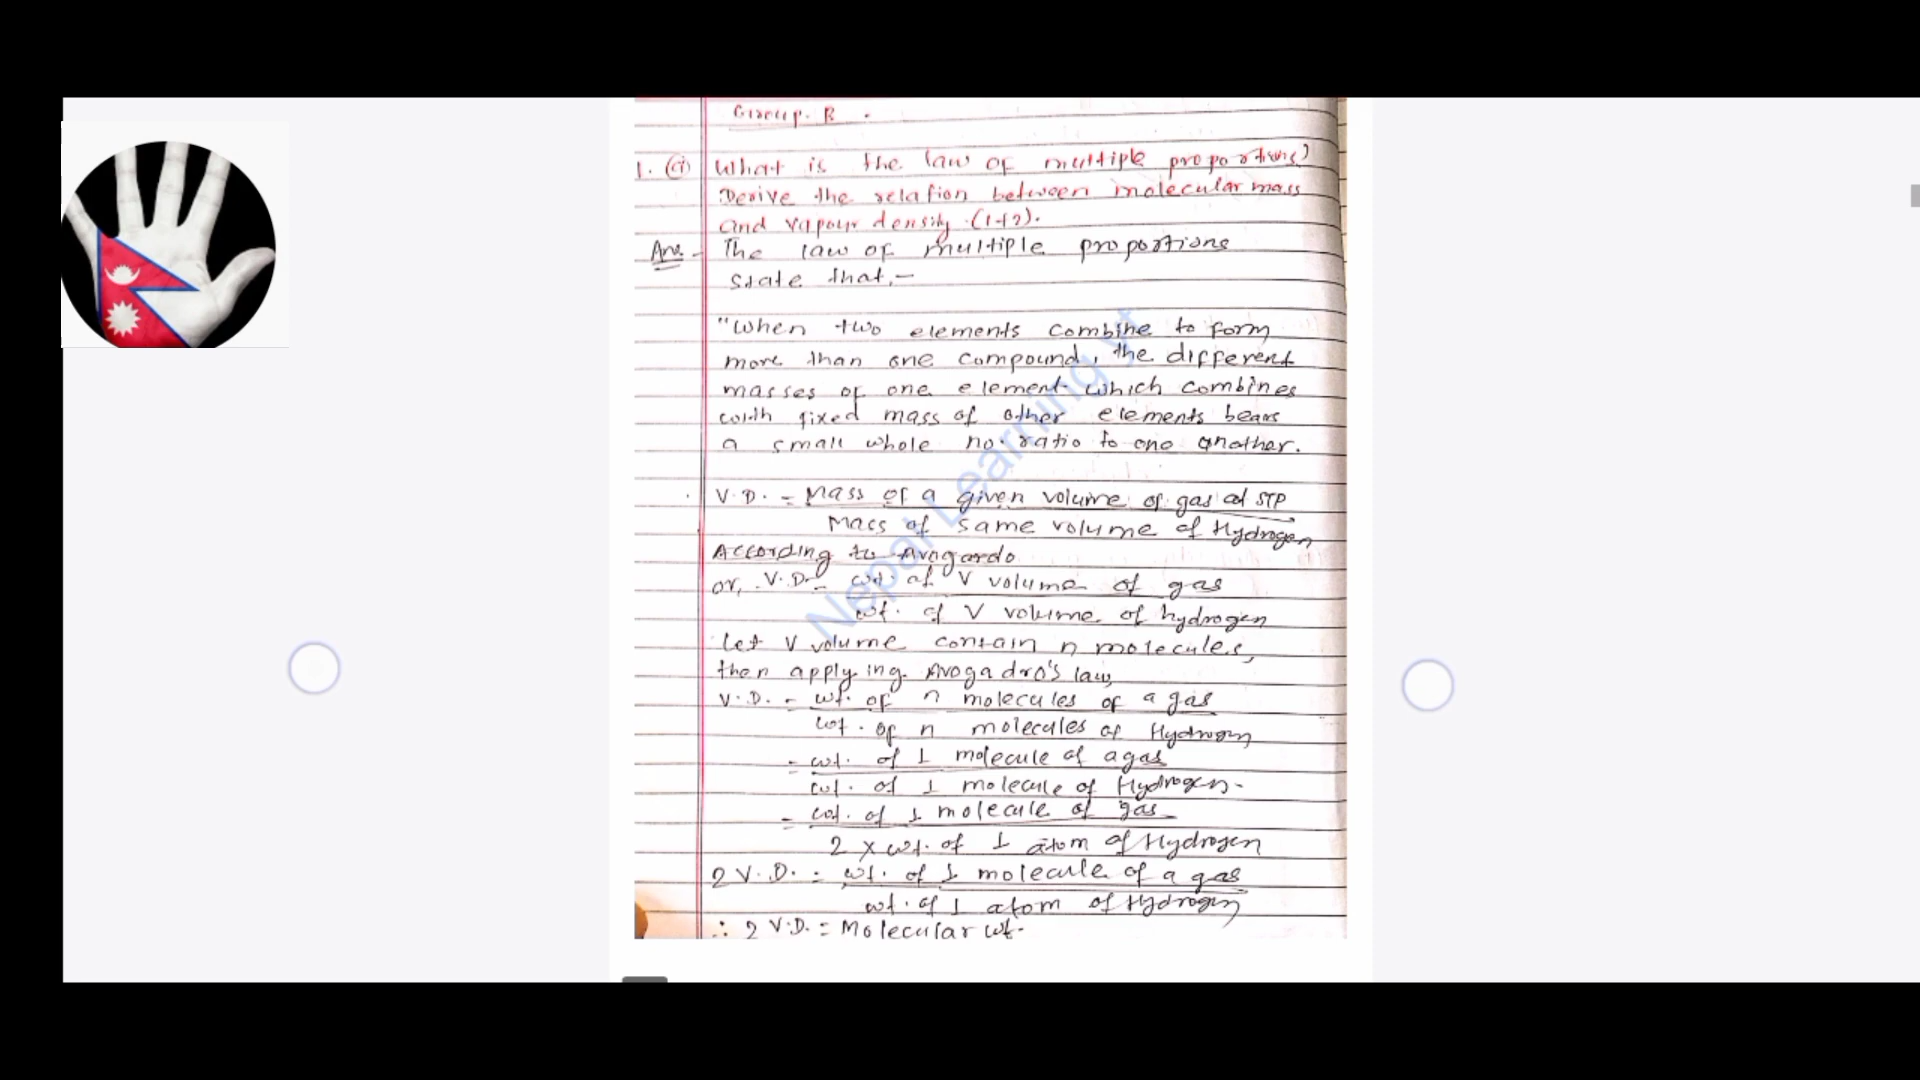 Group. B.
1. (i) What is the law of multiple proportions?
Derive the relation between molecular mass
and vapour density. (1+2).
Ans. - The law of multiple proportions
state that,-
"When two elements combine to form
more than one compound, the different
masses of one element which combines
with fixed mass of other elements bears
a small whole no. ratio to one another.
V.D. = Mass of a given volume of gas at STP
Mass of same volume of Hydrogen
According to Avogardo
or, V.D. = wt. of V volume of gas
wt. of V volume of hydrogen
Let V volume contain n molecules,
then applying Avogadro's law,
V.D. = wt. of n molecules of a gas
wt. of n molecules of Hydrogen
= wt. of 1 molecule of a gas
wt. of 1 molecule of Hydrogen.
= wt. of 1 molecule of gas
2 x wt. of 1 atom of Hydrogen
2 V.D. = wt. of 1 molecule of a gas
wt. of 1 atom of Hydrogen
∴ 2 V.D. = Molecular wt.
Nepal Learning yt